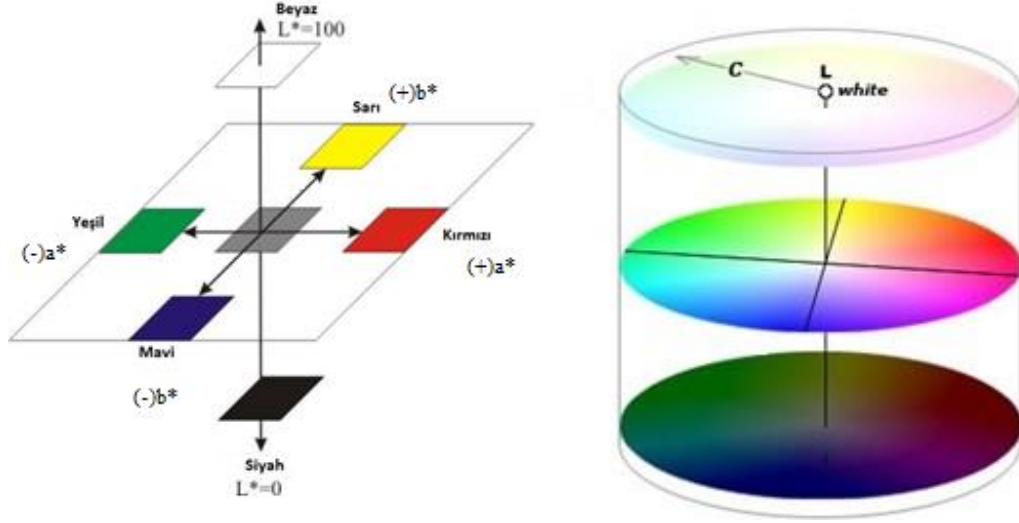 Beyaz
L*=100
(+)b*
Sarı
Yeşil
(-)a*
Kırmızı
(+)a*
Mavi
(-)b*
Siyah
L*=0
C
L
white